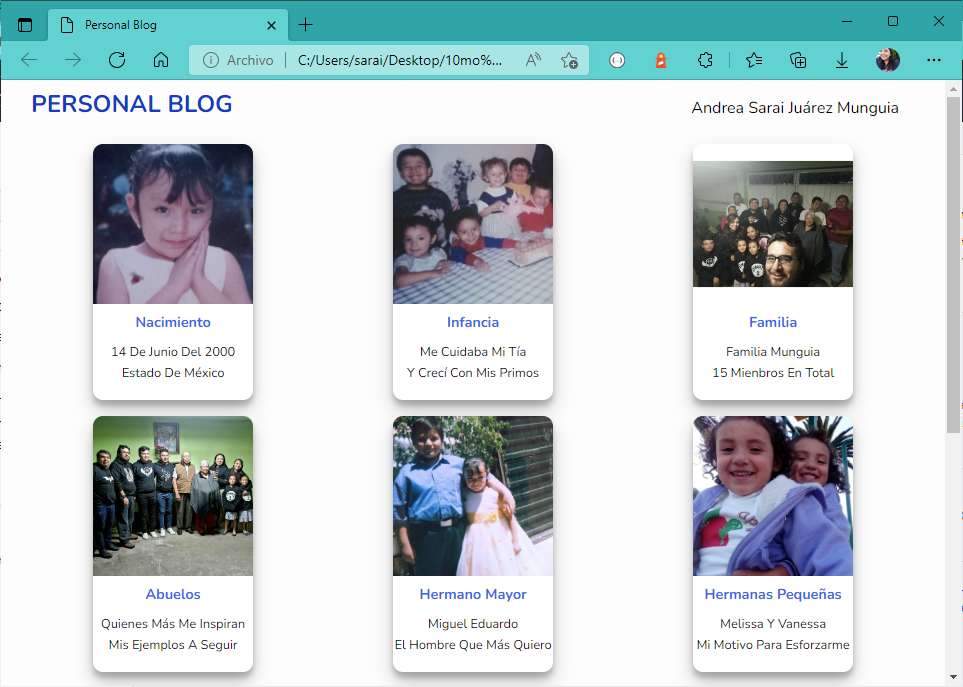 Personal Blog
Archivo
C:/Users/sarai/Desktop/10mo%...
PERSONAL BLOG
Andrea Sarai Juárez Munguia
Nacimiento
14 De Junio Del 2000
Estado De México
Infancia
Me Cuidaba Mi Tía
Y Crecí Con Mis Primos
Familia
Familia Munguia
15 Mienbros En Total
Abuelos
Quienes Más Me Inspiran
Mis Ejemplos A Seguir
Hermano Mayor
Miguel Eduardo
El Hombre Que Más Quiero
Hermanas Pequeñas
Melissa Y Vanessa
Mi Motivo Para Esforzarme